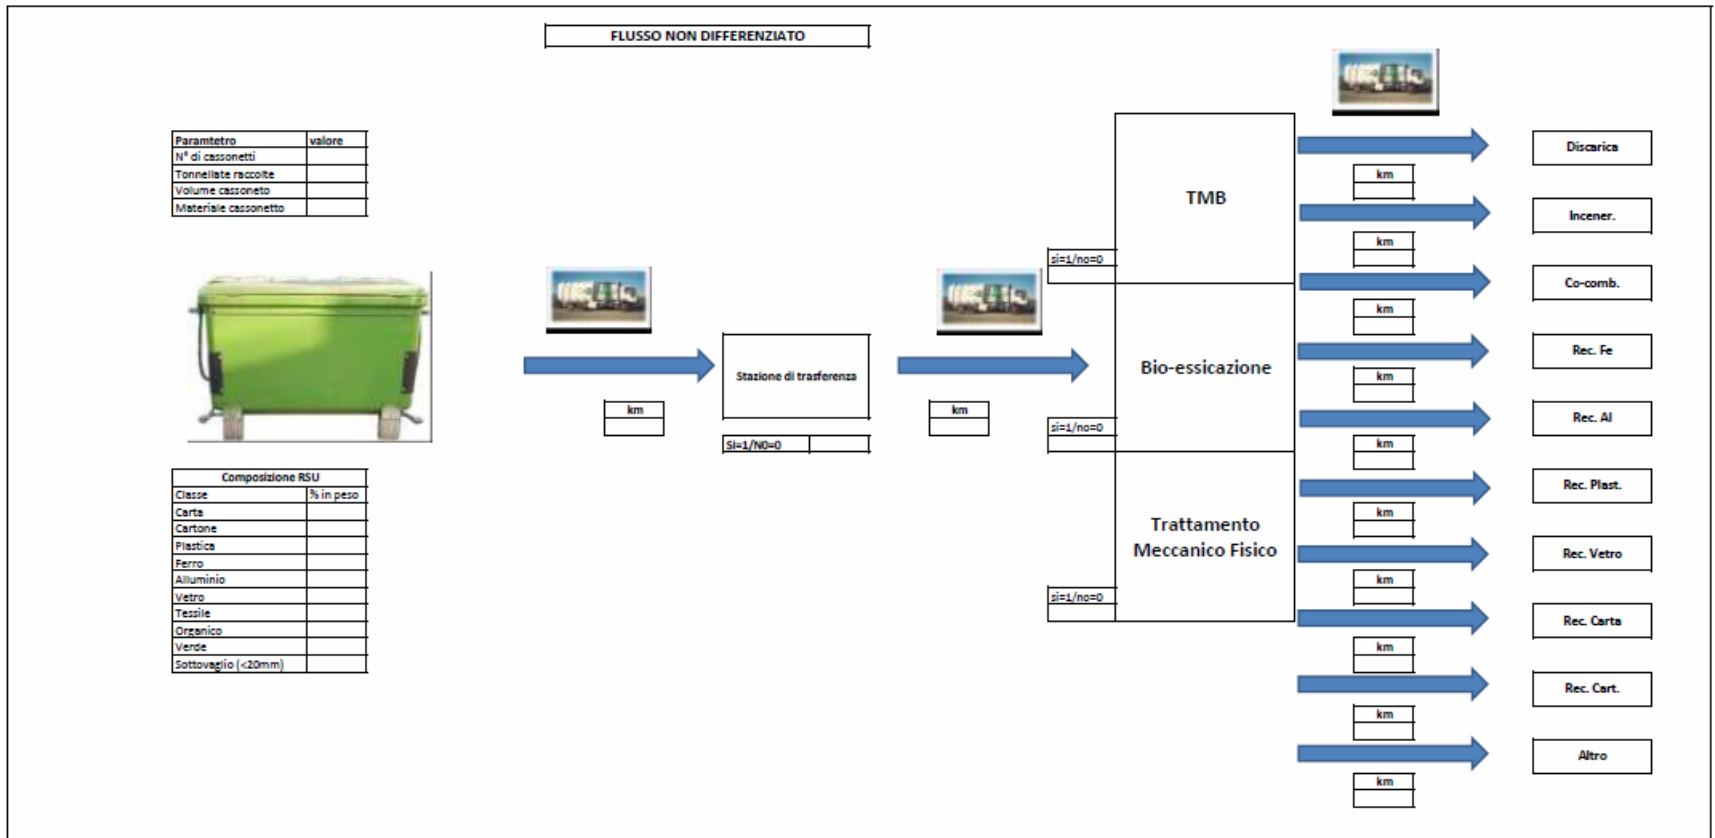 FLUSSO NON DIFFERENZIATO
Paramtetro valore
N° di cassonetti
Tonnellate raccolte
Volume cassoneto
Materiale cassonetto
km
Stazione di trasferenza
Si=1/N0=0
km
Composizione RSU
Classe % in peso
Carta
Cartone
Plastica
Ferro
Alluminio
Vetro
Tessile
Organico
Verde
Sottovaglio (<20mm)
TMB
si=1/no=0
Bio-essicazione
si=1/no=0
Trattamento
Meccanico Fisico
si=1/no=0
Discarica
km
Incener.
km
Co-comb.
km
Rec. Fe
km
Rec. Al
km
Rec. Plast.
km
Rec. Vetro
km
Rec. Carta
km
Rec. Cart.
km
Altro
km